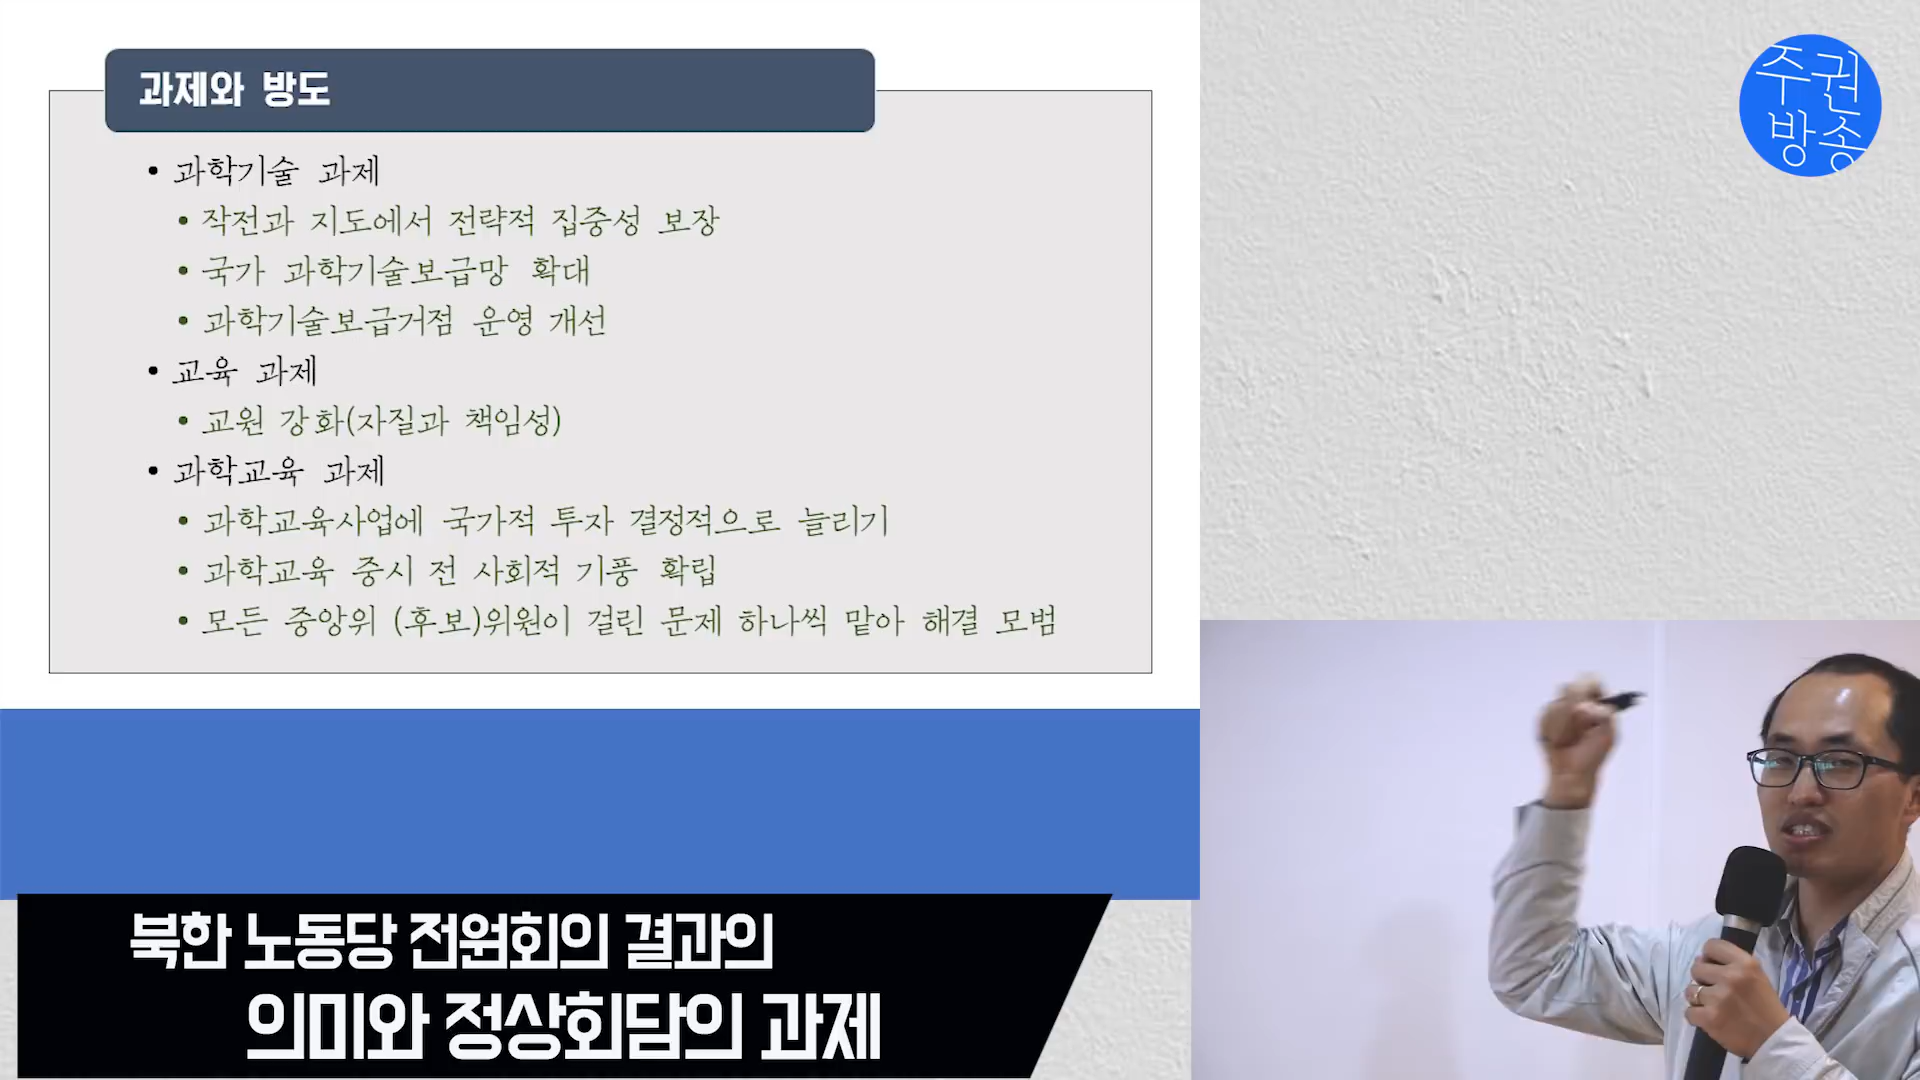 과제와 방도
• 과학기술 과제
• 작전과 지도에서 전략적 집중성 보장
• 국가 과학기술보급망 확대
• 과학기술보급거점 운영 개선
• 교육 과제
• 교원 강화(자질과 책임성)
• 과학교육 과제
• 과학교육사업에 국가적 투자 결정적으로 늘리기
• 과학교육 중시 전 사회적 기풍 확립
• 모든 중앙위 (후보)위원이 걸린 문제 하나씩 맡아 해결 모범
주권
방송
북한 노동당 전원회의 결과의
의미와 정상회담의 과제